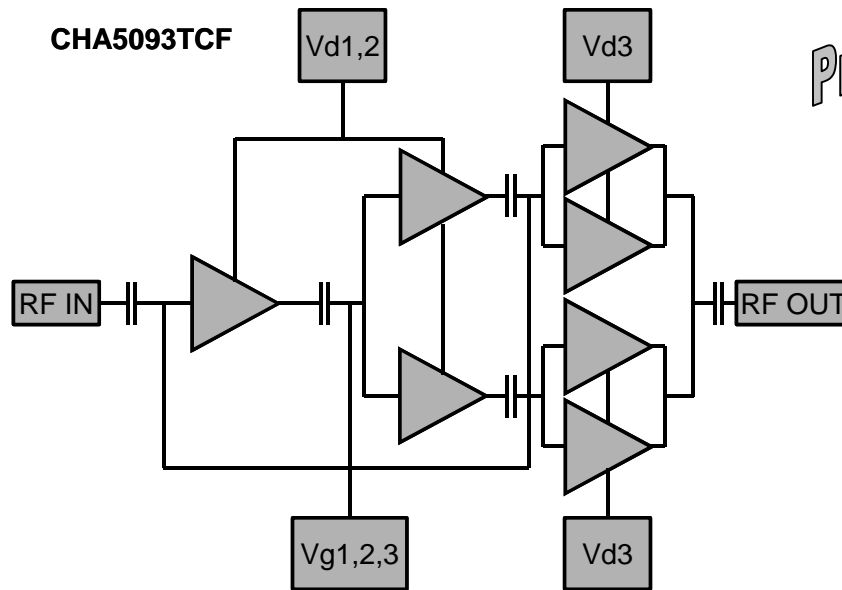 CHA5093TCF
Vd1,2
Vd3
RF IN
RF OUT
Vg1,2,3
Vd3